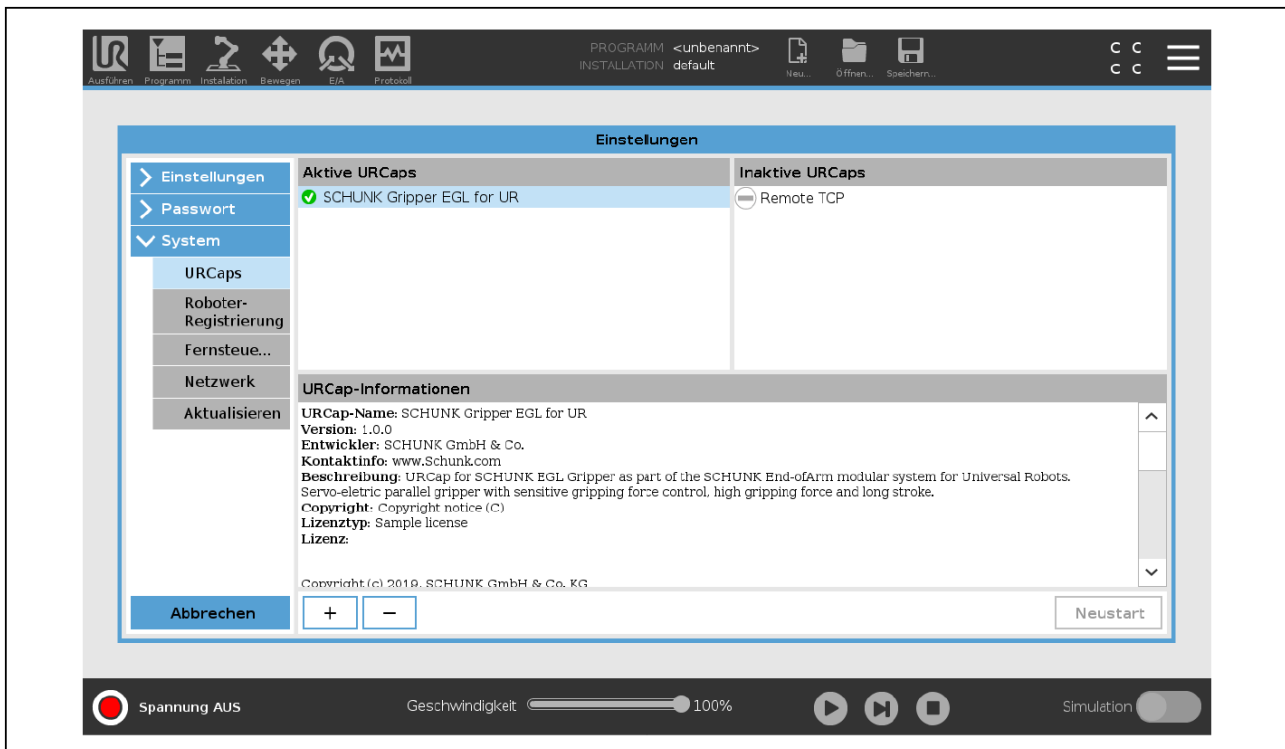 PROGRAMM <unbenannt>
INSTALLATION default
C C
C C
Ausführen Programm Instalation Bewegen E/A Protokoll
Neu... Öffnen... Speichern...
Einstellungen
Einstellungen
Passwort
System
URCaps
Roboter-
Registrierung
Fernsteue...
Netzwerk
Aktualisieren
Abbrechen
Aktive URCaps
SCHUNK Gripper EGL for UR
Inaktive URCaps
Remote TCP
URCap-Informationen
URCap-Name: SCHUNK Gripper EGL for UR
Version: 1.0.0
Entwickler: SCHUNK GmbH & Co.
Kontaktinfo: www.Schunk.com
Beschreibung: URCap for SCHUNK EGL Gripper as part of the SCHUNK End-ofArm modular system for Universal Robots.
Servo-eletric parallel gripper with sensitive gripping force control, high gripping force and long stroke.
Copyright: Copyright notice (C)
Lizenztyp: Sample license
Lizenz:
Copyright (c) 2019, SCHUNK GmbH & Co. KG
+ −
Neustart
Spannung AUS
Geschwindigkeit 100%
Simulation